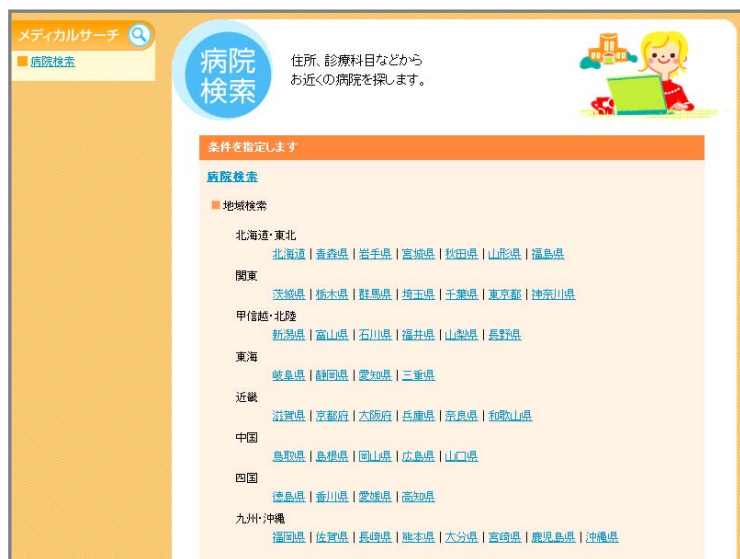 メディカルサーチ
病院検索
病院
検索
住所、診療科目などから
お近くの病院を探します。
条件を指定します
病院検索
地域検索
北海道・東北
北海道 | 青森県 | 岩手県 | 宮城県 | 秋田県 | 山形県 | 福島県
関東
茨城県 | 栃木県 | 群馬県 | 埼玉県 | 千葉県 | 東京都 | 神奈川県
甲信越・北陸
新潟県 | 富山県 | 石川県 | 福井県 | 山梨県 | 長野県
東海
岐阜県 | 静岡県 | 愛知県 | 三重県
近畿
滋賀県 | 京都府 | 大阪府 | 兵庫県 | 奈良県 | 和歌山県
中国
鳥取県 | 島根県 | 岡山県 | 広島県 | 山口県
四国
徳島県 | 香川県 | 愛媛県 | 高知県
九州・沖縄
福岡県 | 佐賀県 | 長崎県 | 熊本県 | 大分県 | 宮崎県 | 鹿児島県 | 沖縄県